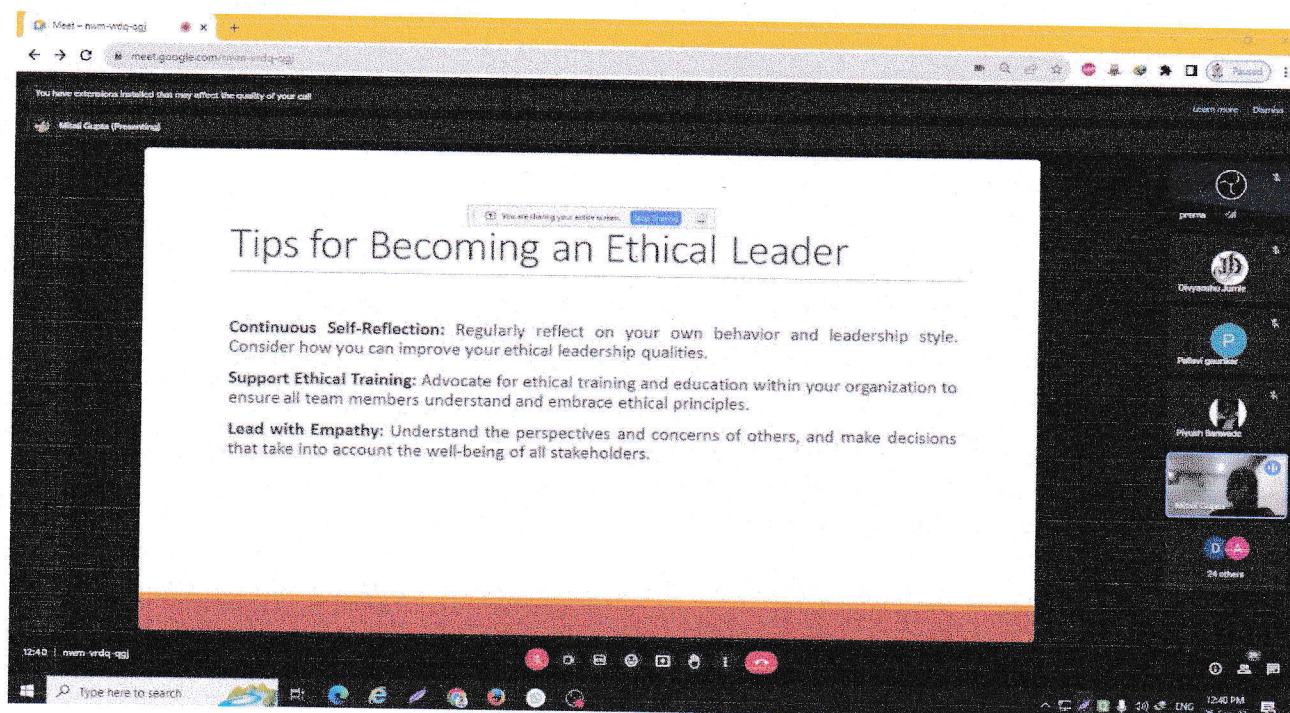 Meet – nwm-vrdq-qgj
meet.google.com/nwm-vrdq-qgj
Paused
You have extensions installed that may affect the quality of your call
Learn more Dismiss
Mitali Gupta (Presenting)
You are sharing your entire screen. Stop Sharing
Tips for Becoming an Ethical Leader
Continuous Self-Reflection: Regularly reflect on your own behavior and leadership style.
Consider how you can improve your ethical leadership qualities.
Support Ethical Training: Advocate for ethical training and education within your organization to
ensure all team members understand and embrace ethical principles.
Lead with Empathy: Understand the perspectives and concerns of others, and make decisions
that take into account the well-being of all stakeholders.
prerna
Jb
Divyanshu
P
Pallavi gaurikar
Piyush
D A
24 others
12:40 | nwm-vrdq-qgj
Type here to search
ENG
12:40 PM